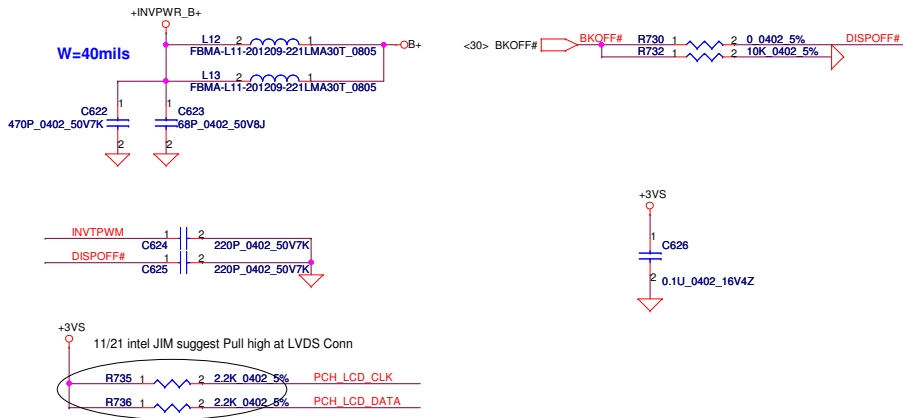 +INVPWR_B+
W=40mils
L12
2
1
B+
FBMA-L11-201209-221LMA30T_0805
L13
2
1
FBMA-L11-201209-221LMA30T_0805
1
1
C622
C623
470P_0402_50V7K
68P_0402_50V8J
2
2
<30> BKOFF#
BKOFF#
R730 1 2 0_0402_5%
DISPOFF#
R732 1 2 10K_0402_5%
INVTPWM
1 2
C624
220P_0402_50V7K
DISPOFF#
1 2
C625
220P_0402_50V7K
+3VS
1
C626
2
0.1U_0402_16V4Z
+3VS
11/21 intel JIM suggest Pull high at LVDS Conn
R735 1 2 2.2K_0402_5% PCH_LCD_CLK
R736 1 2 2.2K_0402_5% PCH_LCD_DATA